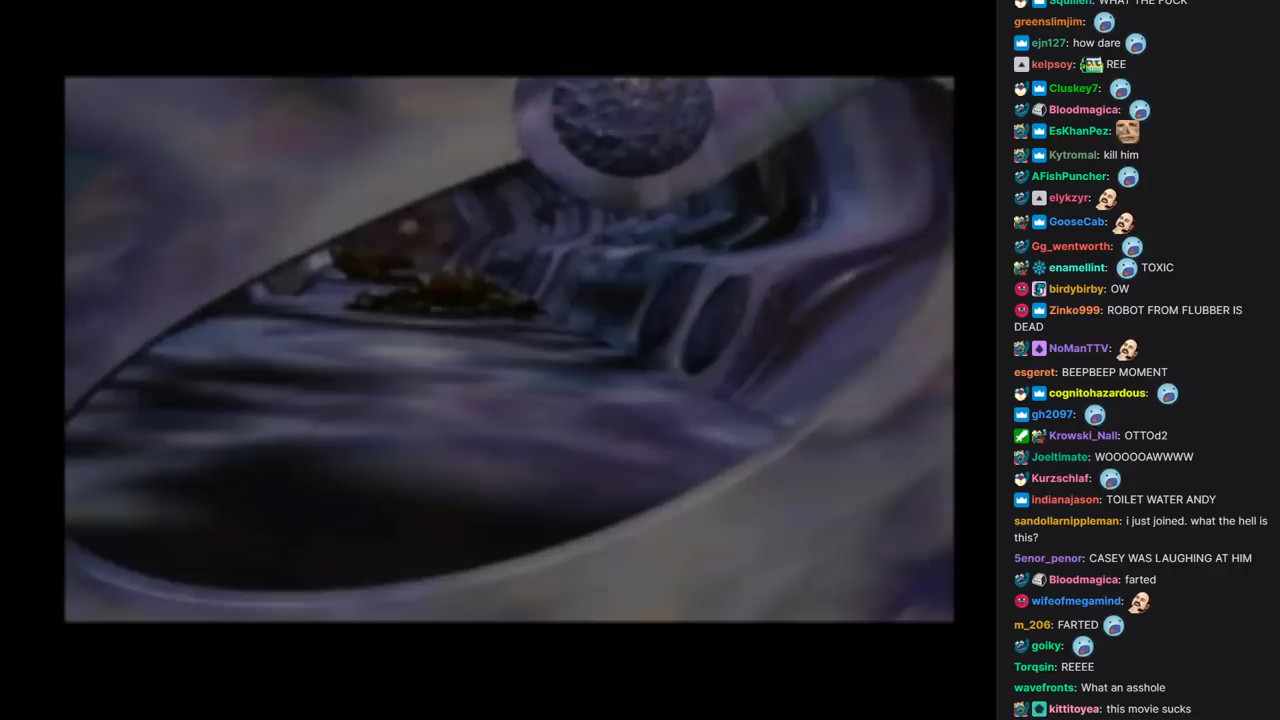 Squillen: WHAT THE FUCK
greenslimjim:
ejn127: how dare
kelpsoy: REE
Cluskey7:
Bloodmagica:
EsKhanPez:
Kytromal: kill him
AFishPuncher:
elykzyr:
GooseCab:
Gg_wentworth:
enamellint: TOXIC
birdybirby: OW
Zinko999: ROBOT FROM FLUBBER IS
DEAD
NoManTTV:
esgeret: BEEPBEEP MOMENT
cognitohazardous:
gh2097:
Krowski_Nall: OTTOd2
Joeltimate: WOOOOOAWWWW
Kurzschlaf:
indianajason: TOILET WATER ANDY
sandollarnippleman: i just joined. what the hell is
this?
5enor_penor: CASEY WAS LAUGHING AT HIM
Bloodmagica: farted
wifeofmegamind:
m_206: FARTED
goiky:
Torqsin: REEEE
wavefronts: What an asshole
kittitoyea: this movie sucks